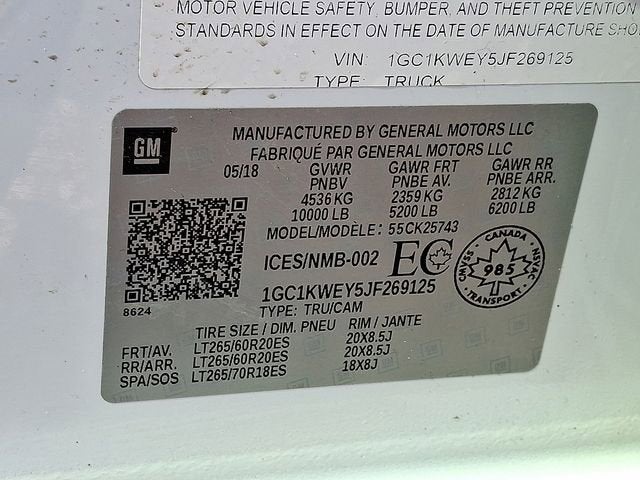 MOTOR VEHICLE SAFETY, BUMPER, AND THEFT PREVENTION
STANDARDS IN EFFECT ON THE DATE OF MANUFACTURE
VIN: 1GC1KWEY5JF269125
TYPE: TRUCK
GM
MANUFACTURED BY GENERAL MOTORS LLC
FABRIQUÉ PAR GENERAL MOTORS LLC
05/18 GVWR GAWR FRT GAWR RR
PNBV PNBE AV. PNBE ARR.
4536 KG 2359 KG 2812 KG
10000 LB 5200 LB 6200 LB
MODEL/MODÈLE: 55CK25743
ICES/NMB-002 EC
CANADA
985
TRANSPORT
1GC1KWEY5JF269125
8624
TYPE: TRU/CAM
TIRE SIZE / DIM. PNEU RIM / JANTE
FRT/AV. LT265/60R20ES 20X8.5J
RR/ARR. LT265/60R20ES 20X8.5J
SPA/SOS LT265/70R18ES 18X8J